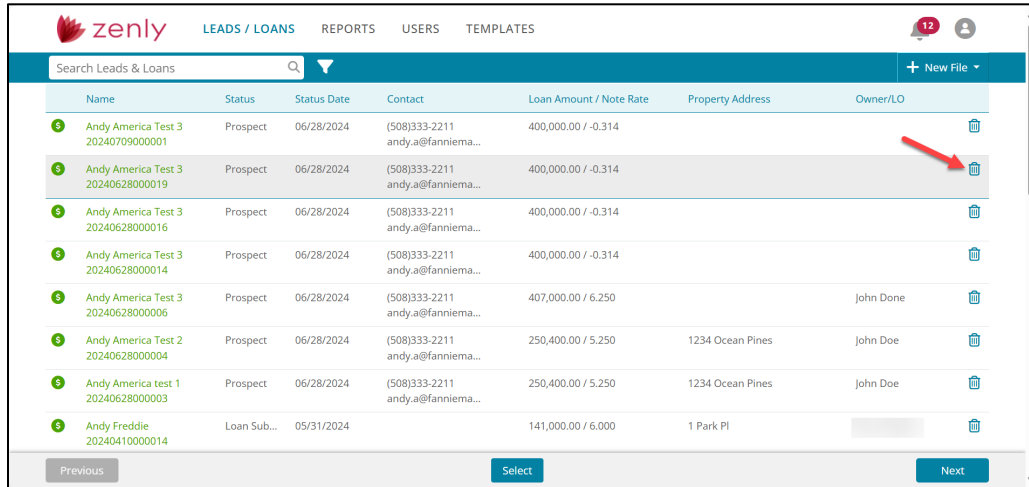 zenly LEADS / LOANS REPORTS USERS TEMPLATES 12
Search Leads & Loans + New File
Name Status Status Date Contact Loan Amount / Note Rate Property Address Owner/LO
Andy America Test 3 Prospect 06/28/2024 (508)333-2211 400,000.00 / -0.314
20240709000001 andy.a@fanniema...
Andy America Test 3 Prospect 06/28/2024 (508)333-2211 400,000.00 / -0.314
20240628000019 andy.a@fanniema...
Andy America Test 3 Prospect 06/28/2024 (508)333-2211 400,000.00 / -0.314
20240628000016 andy.a@fanniema...
Andy America Test 3 Prospect 06/28/2024 (508)333-2211 400,000.00 / -0.314
20240628000014 andy.a@fanniema...
Andy America Test 3 Prospect 06/28/2024 (508)333-2211 407,000.00 / 6.250 John Done
20240628000006 andy.a@fanniema...
Andy America Test 2 Prospect 06/28/2024 (508)333-2211 250,400.00 / 5.250 1234 Ocean Pines John Doe
20240628000004 andy.a@fanniema...
Andy America test 1 Prospect 06/28/2024 (508)333-2211 250,400.00 / 5.250 1234 Ocean Pines John Doe
20240628000003 andy.a@fanniema...
Andy Freddie Loan Sub... 05/31/2024 141,000.00 / 6.000 1 Park Pl
20240410000014
Previous Select Next